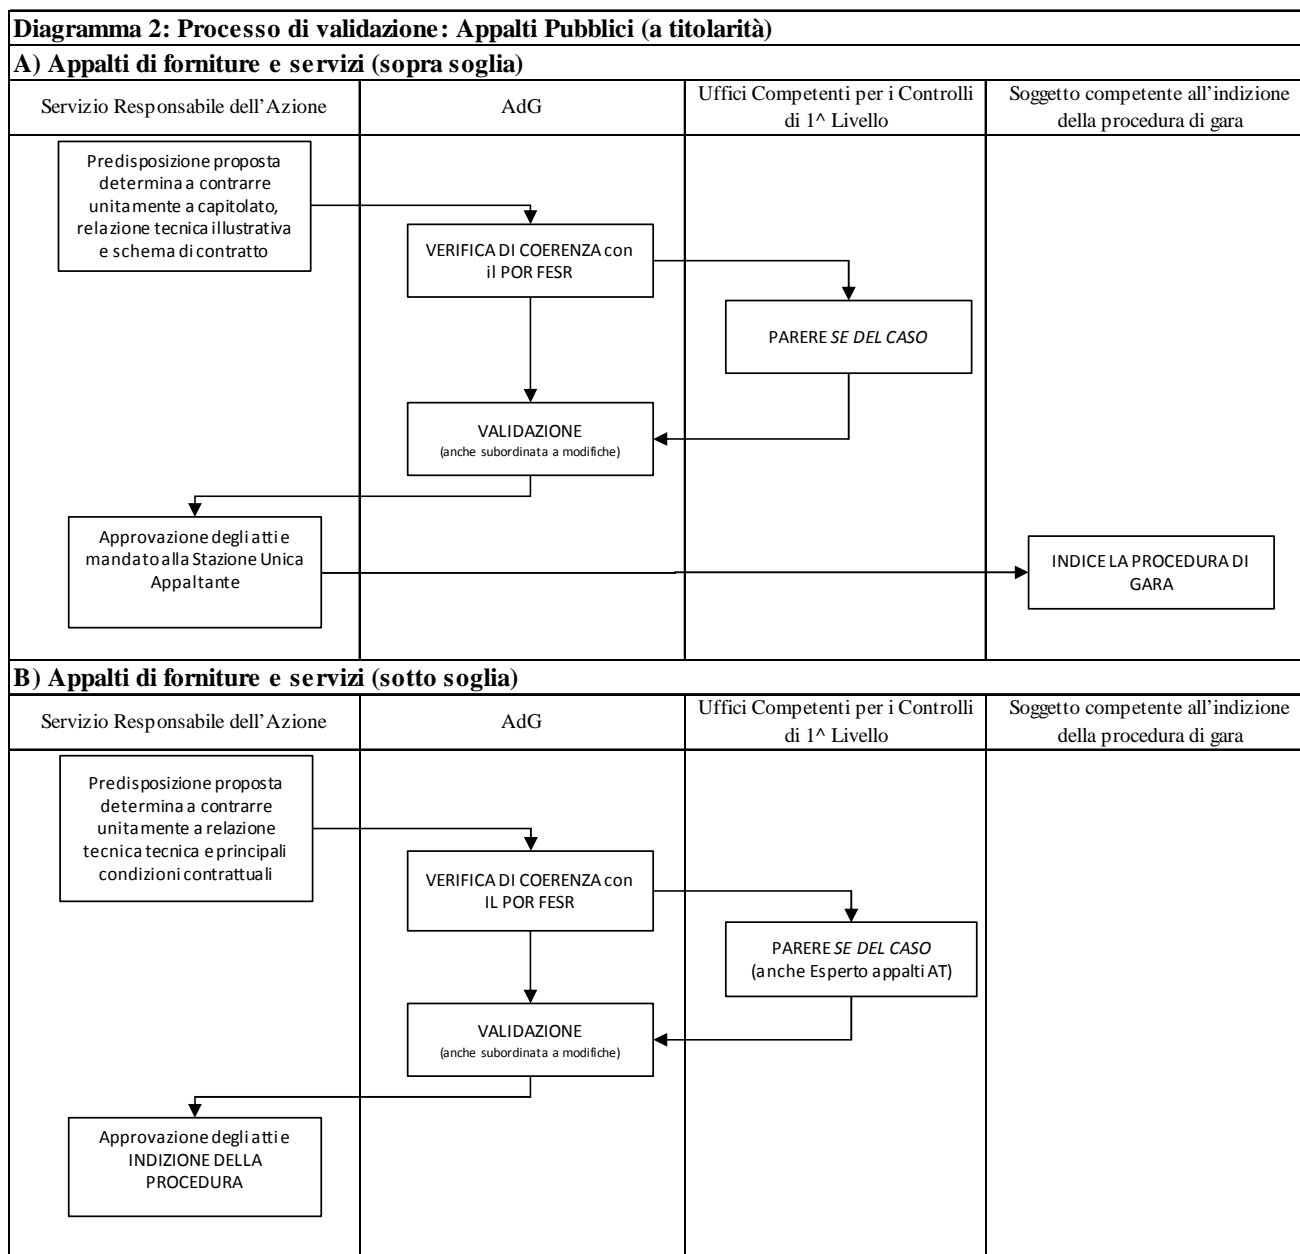 Diagramma 2: Processo di validazione: Appalti Pubblici (a titolarità)
A) Appalti di forniture e servizi (sopra soglia)
Servizio Responsabile dell'Azione
AdG
Uffici Competenti per i Controlli
di 1^ Livello
Soggetto competente all'indizione
della procedura di gara
Predisposizione proposta
determina a contrarre
unitamente a capitolato,
relazione tecnica illustrativa
e schema di contratto
VERIFICA DI COERENZA con
il POR FESR
PARERE SE DEL CASO
VALIDAZIONE
(anche subordinata a modifiche)
Approvazione degli atti e
mandato alla Stazione Unica
Appaltante
INDICE LA PROCEDURA DI
GARA
B) Appalti di forniture e servizi (sotto soglia)
Servizio Responsabile dell'Azione
AdG
Uffici Competenti per i Controlli
di 1^ Livello
Soggetto competente all'indizione
della procedura di gara
Predisposizione proposta
determina a contrarre
unitamente a relazione
tecnica tecnica e principali
condizioni contrattuali
VERIFICA DI COERENZA con
IL POR FESR
PARERE SE DEL CASO
(anche Esperto appalti AT)
VALIDAZIONE
(anche subordinata a modifiche)
Approvazione degli atti e
INDIZIONE DELLA
PROCEDURA